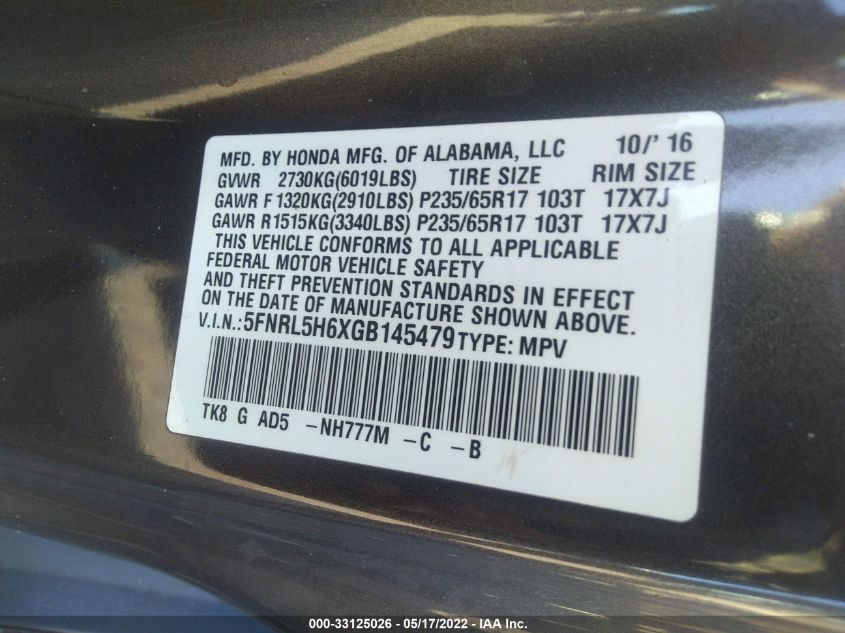 MFD. BY HONDA MFG. OF ALABAMA, LLC 10/' 16
GVWR 2730KG(6019LBS) TIRE SIZE RIM SIZE
GAWR F1320KG(2910LBS) P235/65R17 103T 17X7J
GAWR R1515KG(3340LBS) P235/65R17 103T 17X7J
THIS VEHICLE CONFORMS TO ALL APPLICABLE
FEDERAL MOTOR VEHICLE SAFETY
AND THEFT PREVENTION STANDARDS IN EFFECT
ON THE DATE OF MANUFACTURE SHOWN ABOVE.
V.I.N.:5FNRL5H6XGB145479 TYPE: MPV
TK8 G AD5 -NH777M -C -B
000-33125026 - 05/17/2022 - IAA Inc.